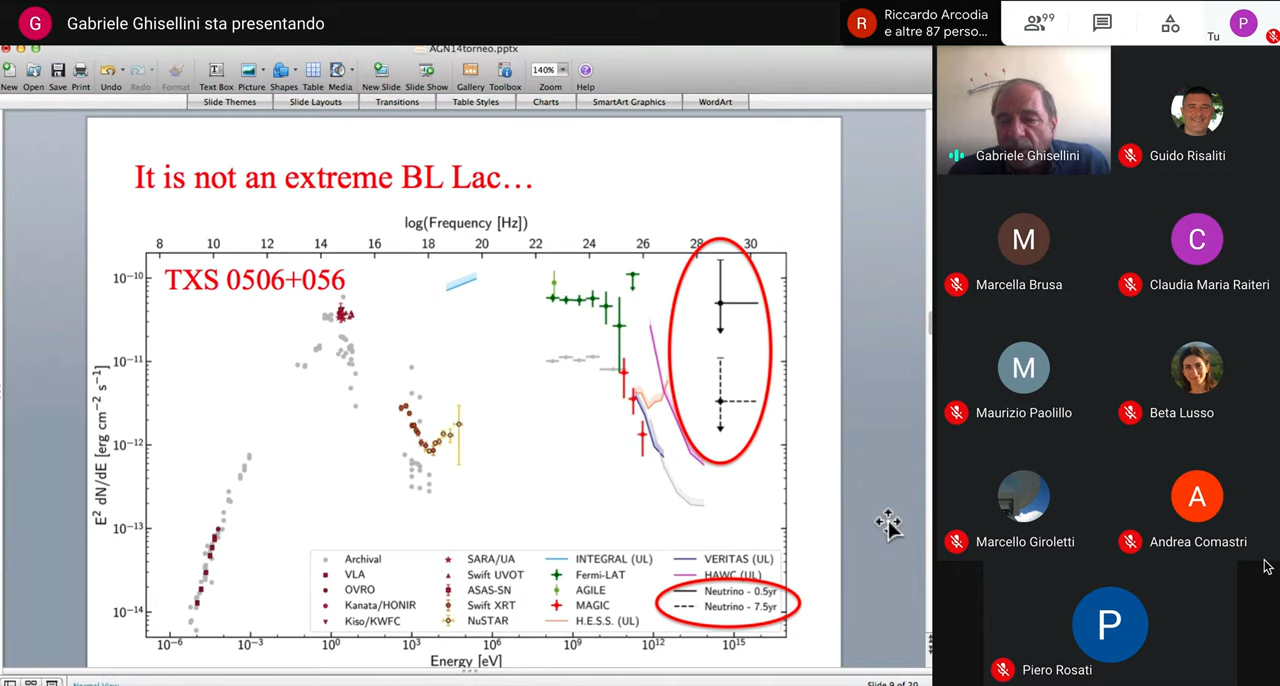 G Gabriele Ghisellini sta presentando
R Riccardo Arcodia
e altre 87 perso...
99
Tu
P
AGN14torneo.pptx
New Open Save Print Undo Redo Format Text Box Picture Shapes Table Media New Slide Slide Show Gallery Toolbox Zoom Help
140%
Slide Themes Slide Layouts Transitions Table Styles Charts SmartArt Graphics WordArt
It is not an extreme BL Lac...
log(Frequency [Hz])
8 10 12 14 16 18 20 22 24 26 28 30
TXS 0506+056
E² dN/dE [erg cm⁻² s⁻¹]
10⁻¹⁰
10⁻¹¹
10⁻¹²
10⁻¹³
10⁻¹⁴
Archival
VLA
OVRO
Kanata/HONIR
Kiso/KWFC
SARA/UA
Swift UVOT
ASAS-SN
Swift XRT
NuSTAR
INTEGRAL (UL)
Fermi-LAT
AGILE
MAGIC
H.E.S.S. (UL)
VERITAS (UL)
HAWC (UL)
Neutrino - 0.5yr
Neutrino - 7.5yr
10⁻⁶ 10⁻³ 10⁰ 10³ 10⁶ 10⁹ 10¹² 10¹⁵
Energy [eV]
Normal View
Slide 9 of 20
Gabriele Ghisellini
Guido Risaliti
M
Marcella Brusa
C
Claudia Maria Raiteri
M
Maurizio Paolillo
Beta Lusso
Marcello Giroletti
A
Andrea Comastri
P
Piero Rosati